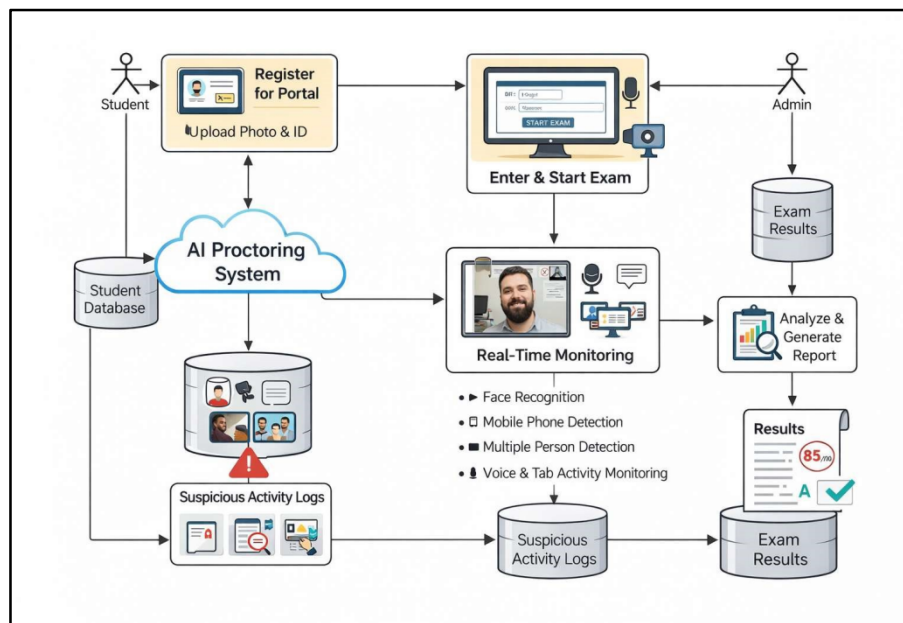 Student
Register
for Portal
Upload Photo & ID
START EXAM
Enter & Start Exam
Admin
Exam
Results
AI Proctoring
System
Student
Database
Real-Time Monitoring
Analyze &
Generate
Report
Face Recognition
Mobile Phone Detection
Multiple Person Detection
Voice & Tab Activity Monitoring
Results
85
A
Suspicious Activity Logs
Suspicious
Activity Logs
Exam
Results